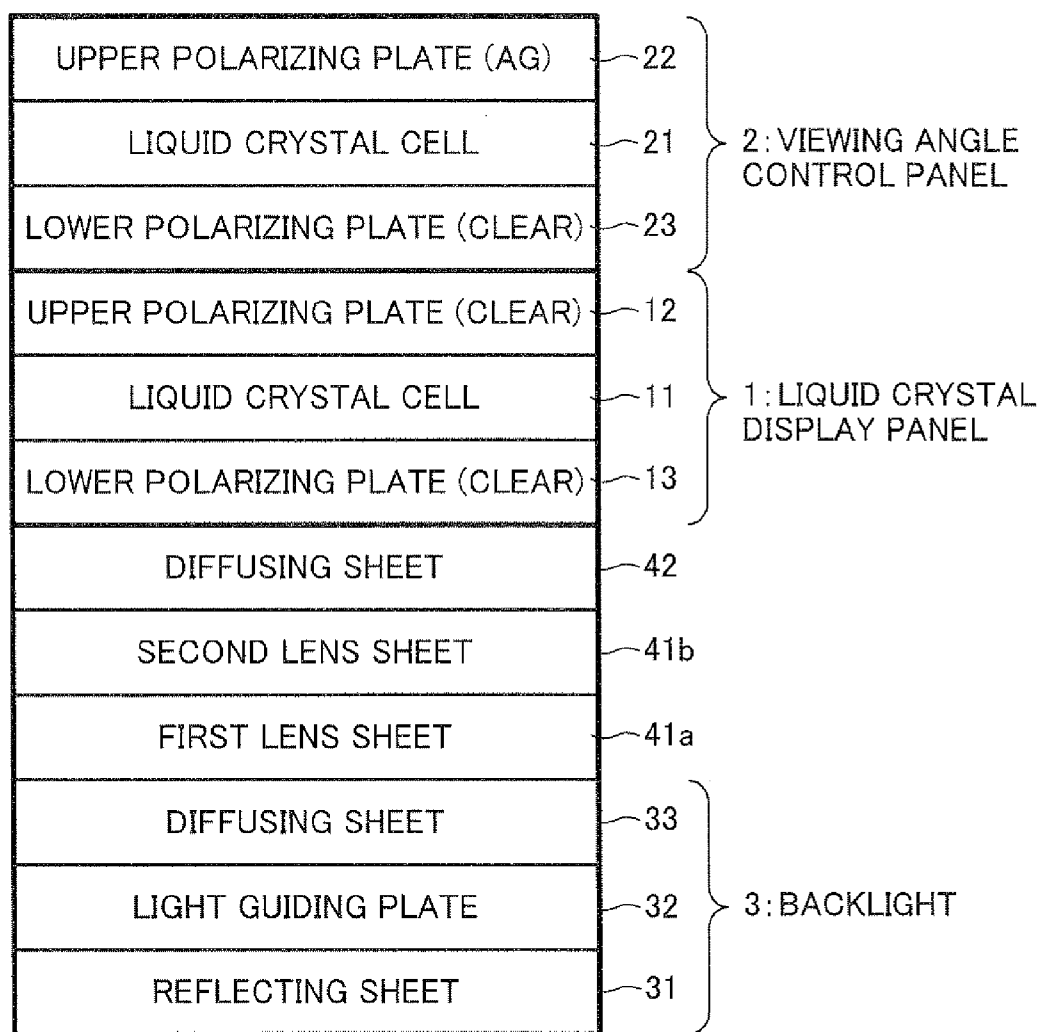 UPPER POLARIZING PLATE (AG)
22
LIQUID CRYSTAL CELL
21
2:VIEWING ANGLE
CONTROL PANEL
LOWER POLARIZING PLATE (CLEAR)
23
UPPER POLARIZING PLATE (CLEAR)
12
LIQUID CRYSTAL CELL
11
1:LIQUID CRYSTAL
DISPLAY PANEL
LOWER POLARIZING PLATE (CLEAR)
13
DIFFUSING SHEET
42
SECOND LENS SHEET
41b
FIRST LENS SHEET
41a
DIFFUSING SHEET
33
LIGHT GUIDING PLATE
32
3:BACKLIGHT
REFLECTING SHEET
31